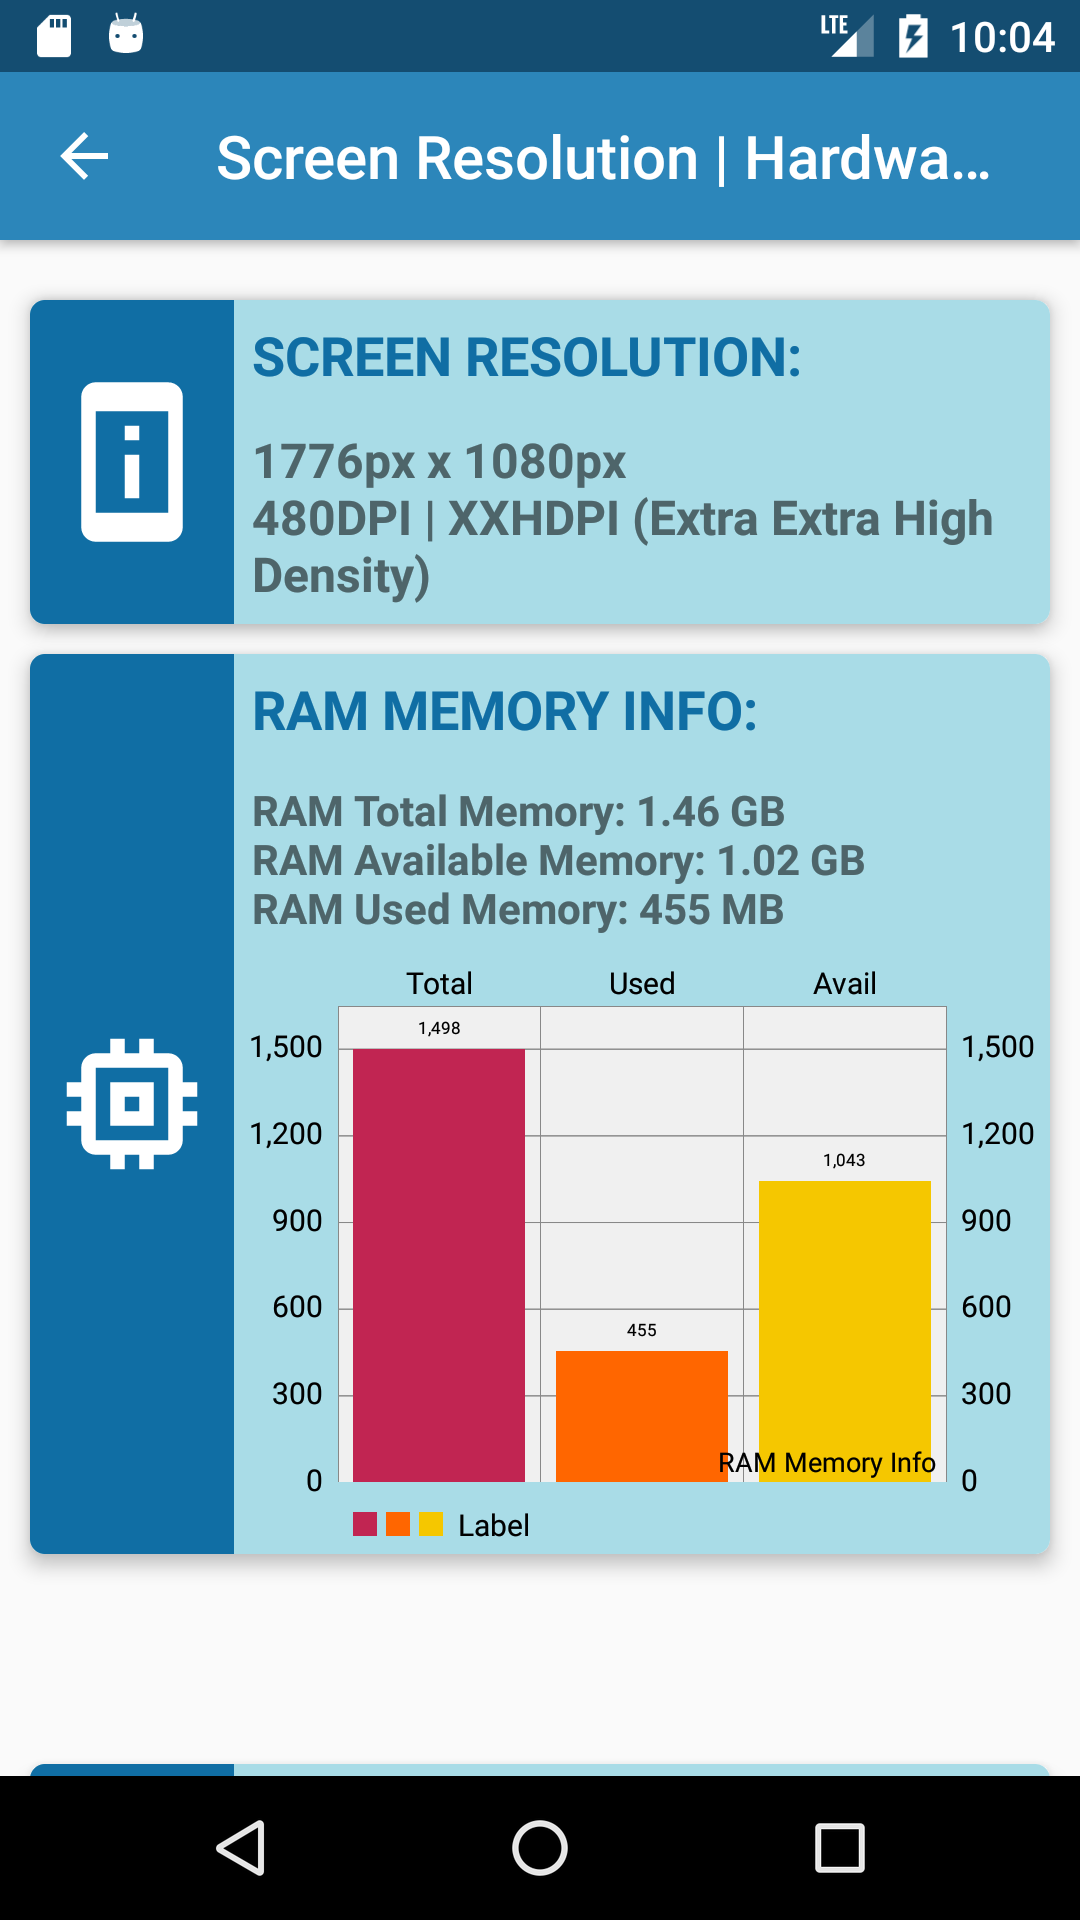 LTE 10:04
Screen Resolution | Hardwa...
SCREEN RESOLUTION:
1776px x 1080px
480DPI | XXHDPI (Extra Extra High
Density)
RAM MEMORY INFO:
RAM Total Memory: 1.46 GB
RAM Available Memory: 1.02 GB
RAM Used Memory: 455 MB
Total Used Avail
1,498
1,500 1,500
1,200 1,200
1,043
900 900
600 600
455
300 300
RAM Memory Info
0 0
Label